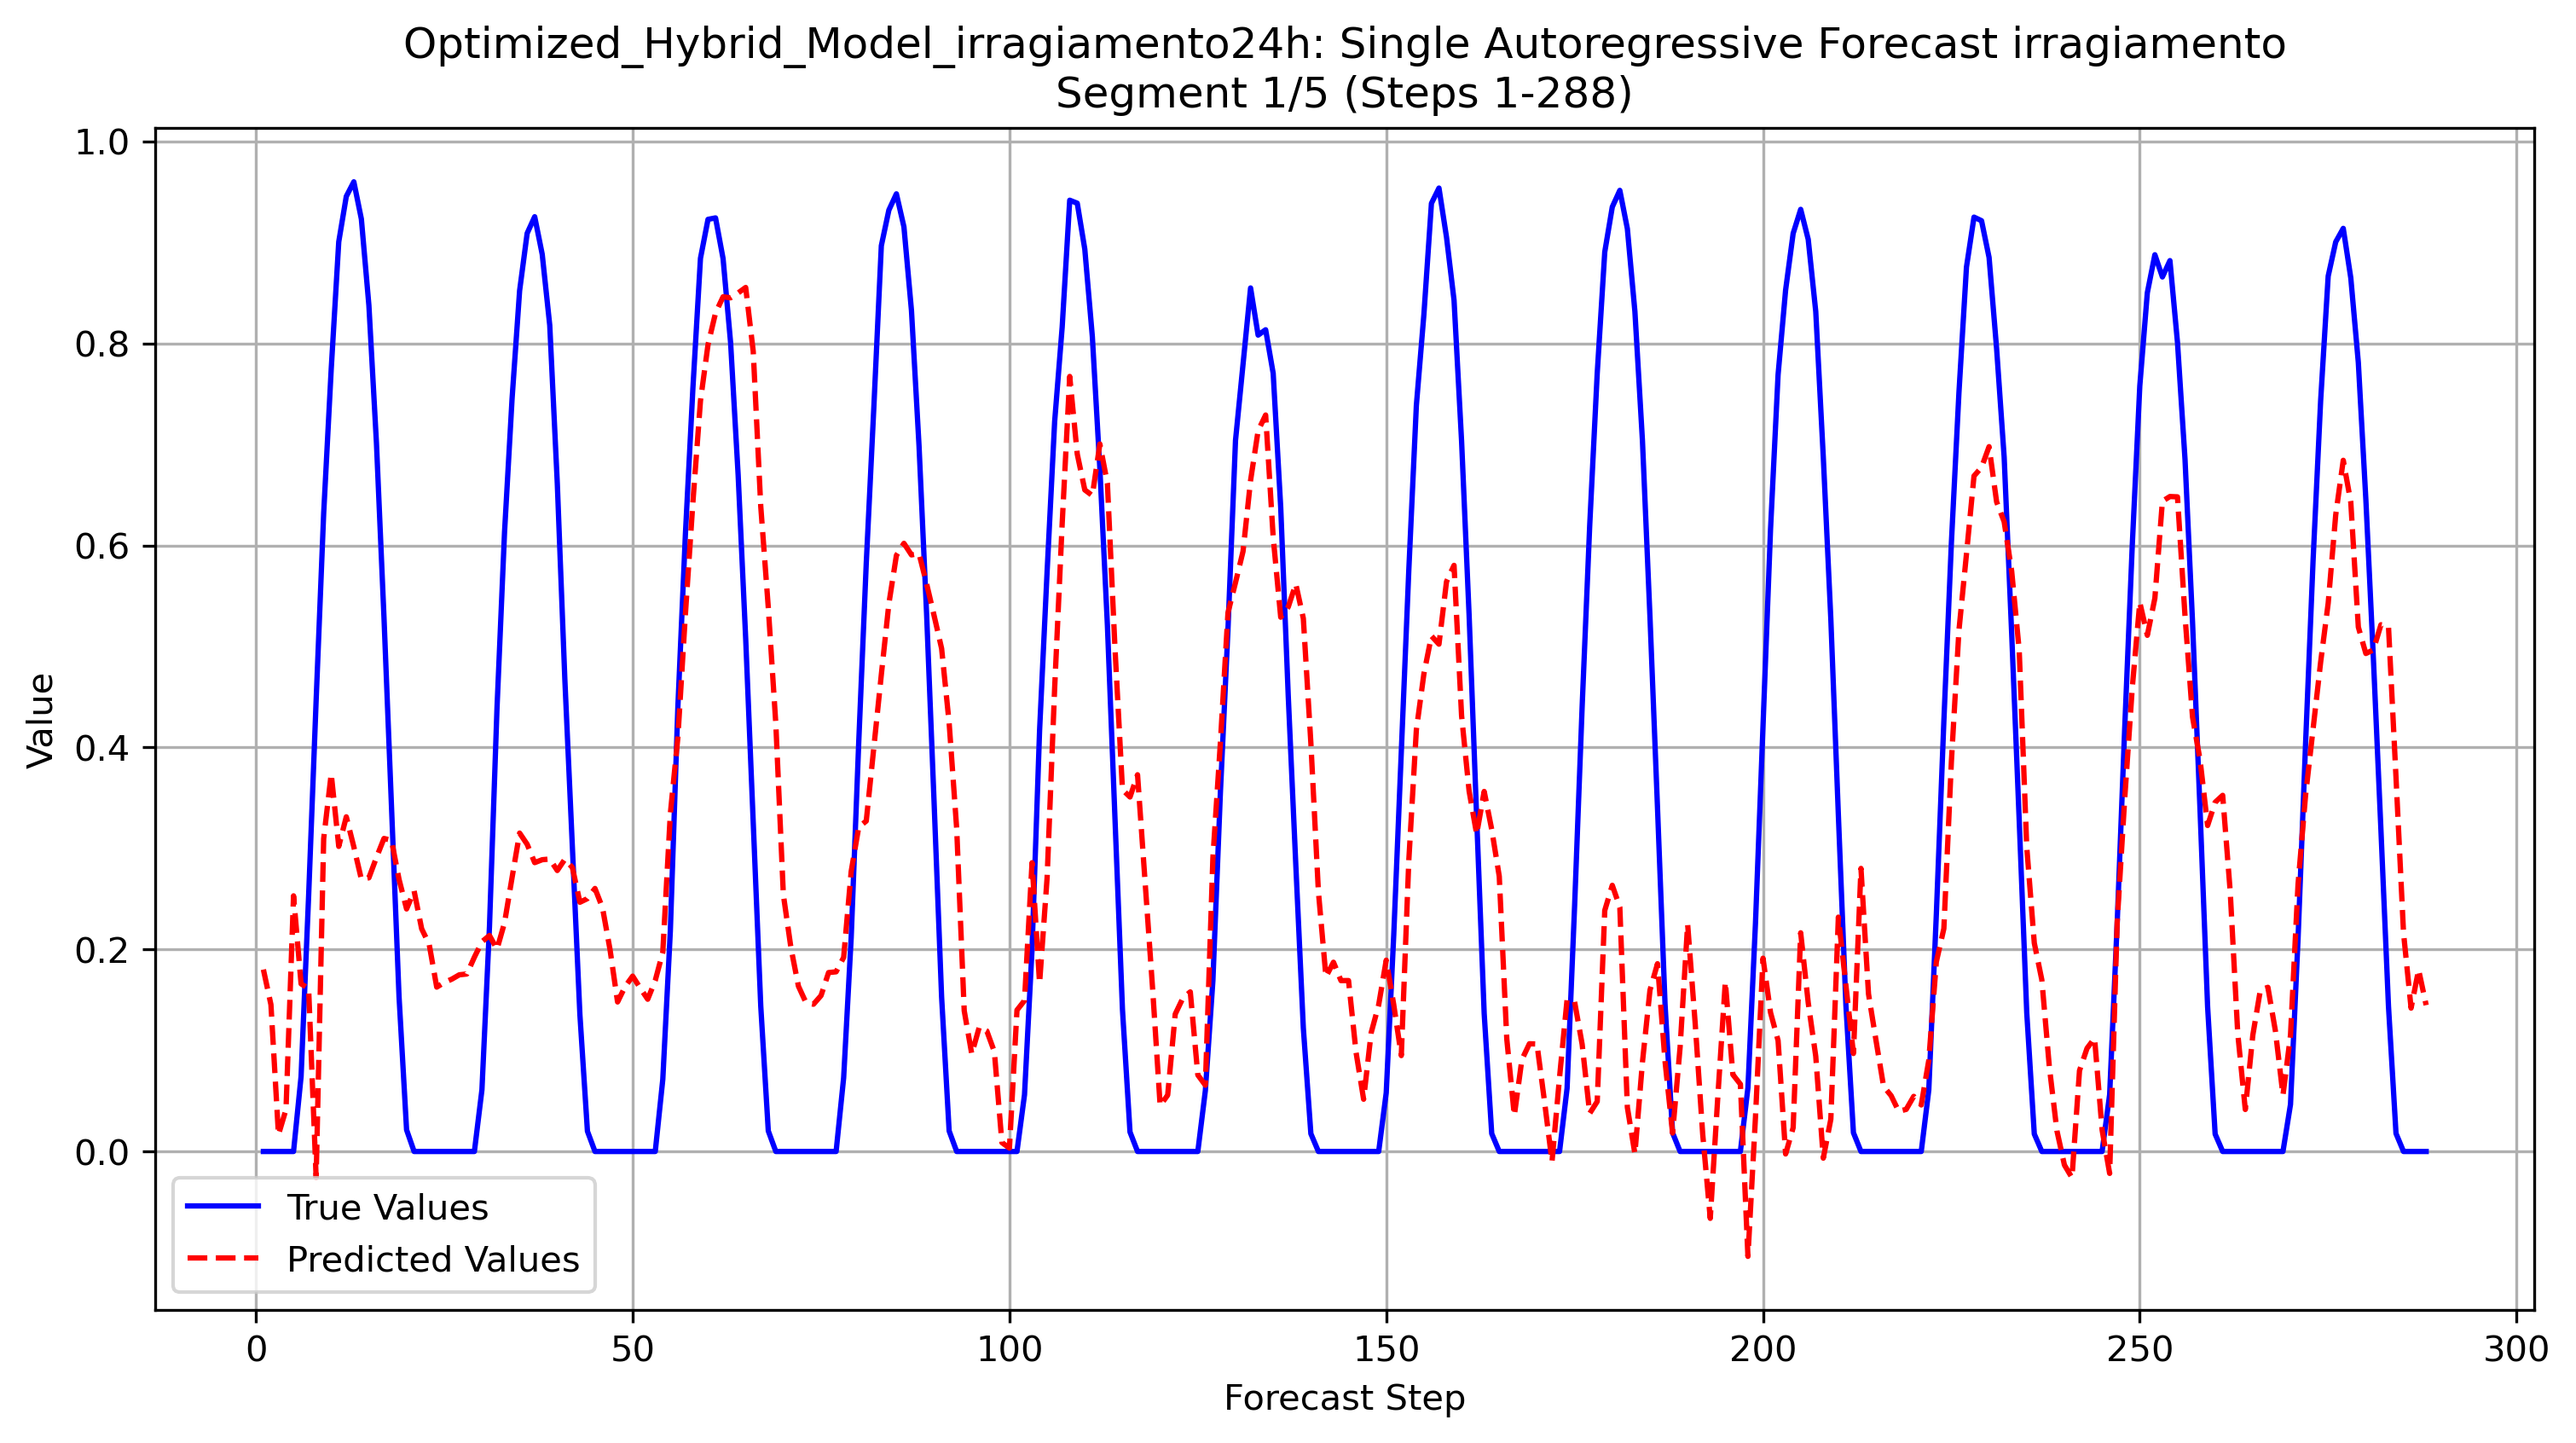 Optimized_Hybrid_Model_irragiamento24h: Single Autoregressive Forecast irragiamento
Segment 1/5 (Steps 1-288)
1.0
0.8
0.6
0.4
0.2
0.0
Value
True Values
Predicted Values
0 50 100 150 200 250 300
Forecast Step